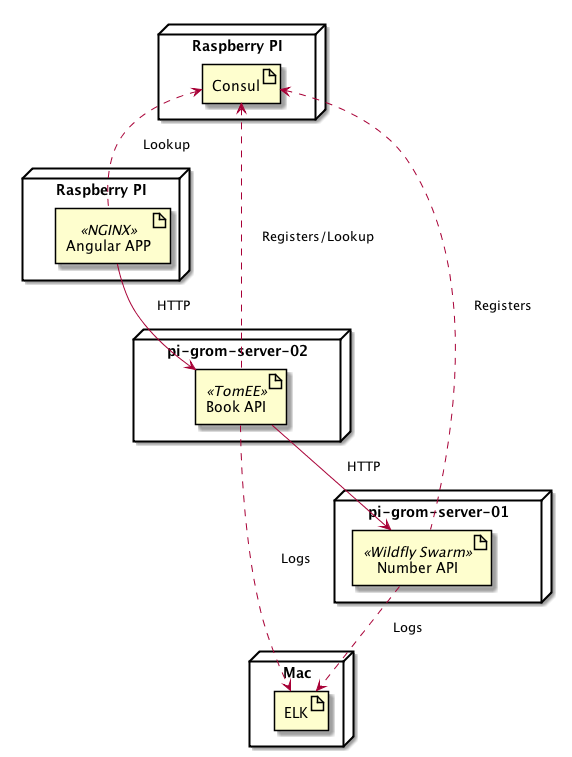 Raspberry PI
Consul
Lookup
Raspberry PI
«NGINX»
Angular APP
Registers/Lookup
HTTP
Registers
pi-grom-server-02
«TomEE»
Book API
HTTP
pi-grom-server-01
«Wildfly Swarm»
Number API
Logs
Logs
Mac
ELK